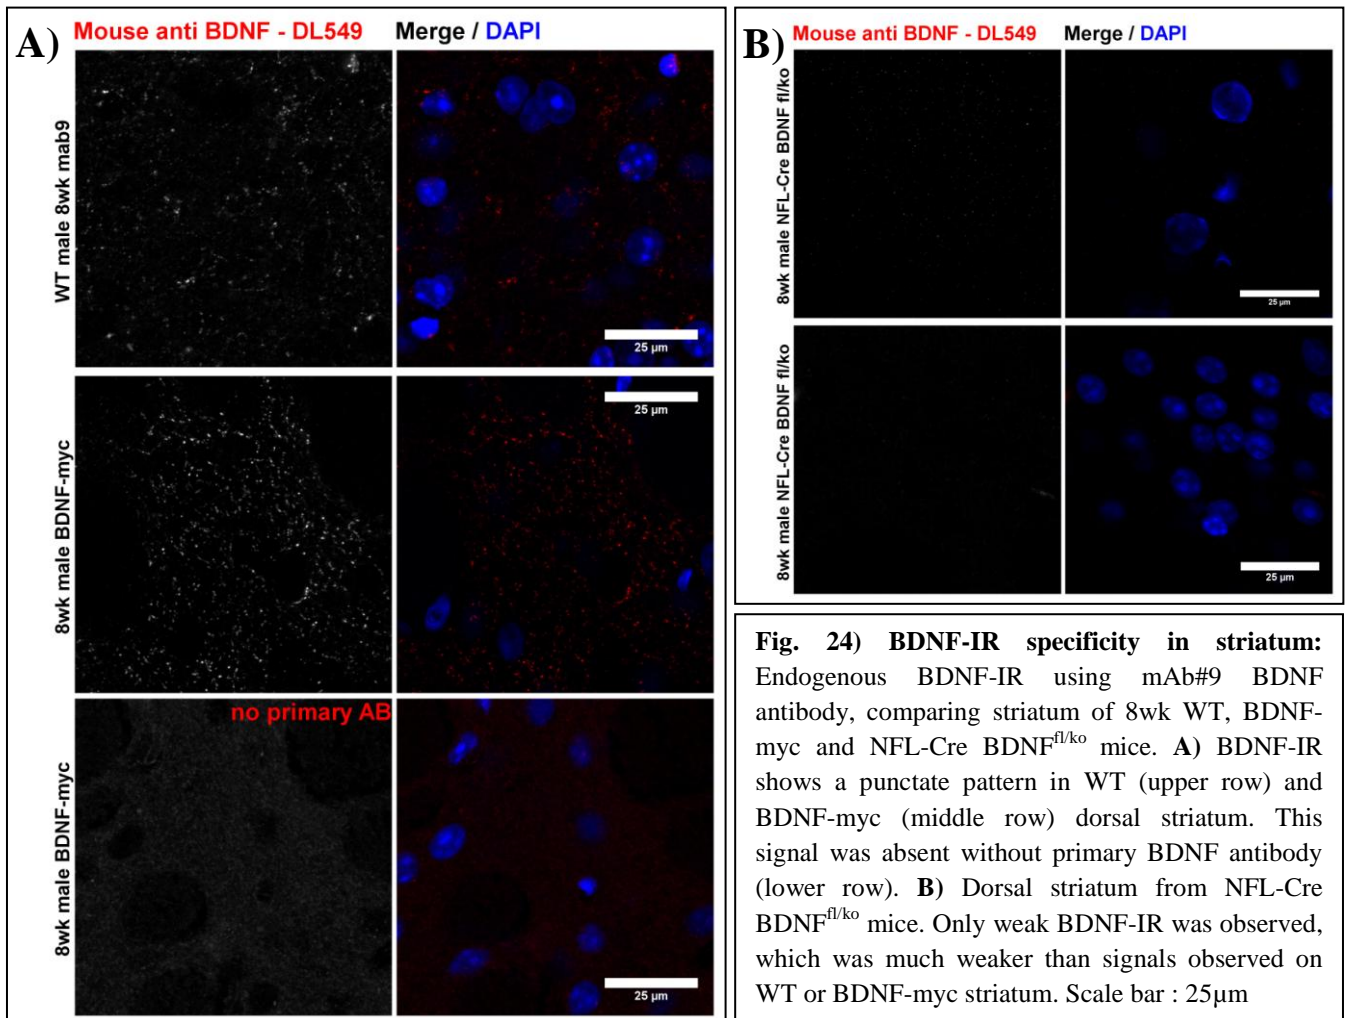 A)
Mouse anti BDNF - DL549
Merge / DAPI
WT male 8wk mab9
25 µm
8wk male BDNF-myc
25 µm
8wk male BDNF-myc
no primary AB
25 µm
B)
Mouse anti BDNF - DL549
Merge / DAPI
8wk male NFL-Cre BDNF fl/ko
25 µm
8wk male NFL-Cre BDNF fl/ko
25 µm
Fig. 24) BDNF-IR specificity in striatum:
Endogenous BDNF-IR using mAb#9 BDNF
antibody, comparing striatum of 8wk WT, BDNF-
myc and NFL-Cre BDNFfl/ko mice. A) BDNF-IR
shows a punctate pattern in WT (upper row) and
BDNF-myc (middle row) dorsal striatum. This
signal was absent without primary BDNF antibody
(lower row). B) Dorsal striatum from NFL-Cre
BDNFfl/ko mice. Only weak BDNF-IR was observed,
which was much weaker than signals observed on
WT or BDNF-myc striatum. Scale bar : 25µm